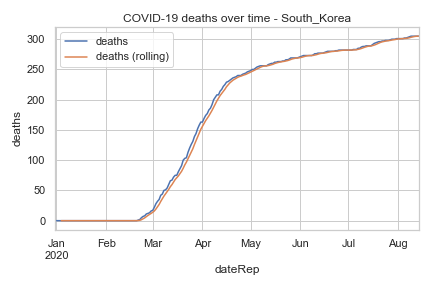 COVID-19 deaths over time - South_Korea
deaths
deaths (rolling)
deaths
300
250
200
150
100
50
0
Jan Feb Mar Apr May Jun Jul Aug
2020
dateRep